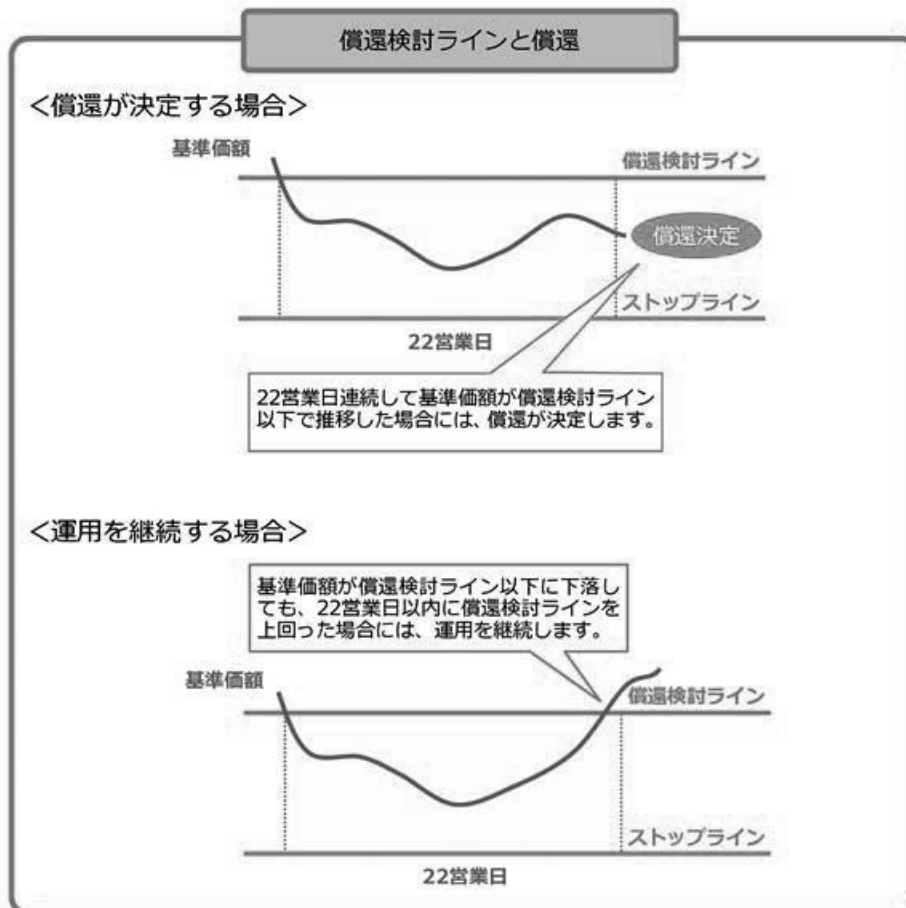 償還検討ラインと償還
＜償還が決定する場合＞
基準価額
償還検討ライン
償還決定
ストップライン
22営業日
22営業日連続して基準価額が償還検討ライン
以下で推移した場合には、償還が決定します。
＜運用を継続する場合＞
基準価額が償還検討ライン以下に下落し
ても、22営業日以内に償還検討ラインを
上回った場合には、運用を継続します。
基準価額
償還検討ライン
ストップライン
22営業日